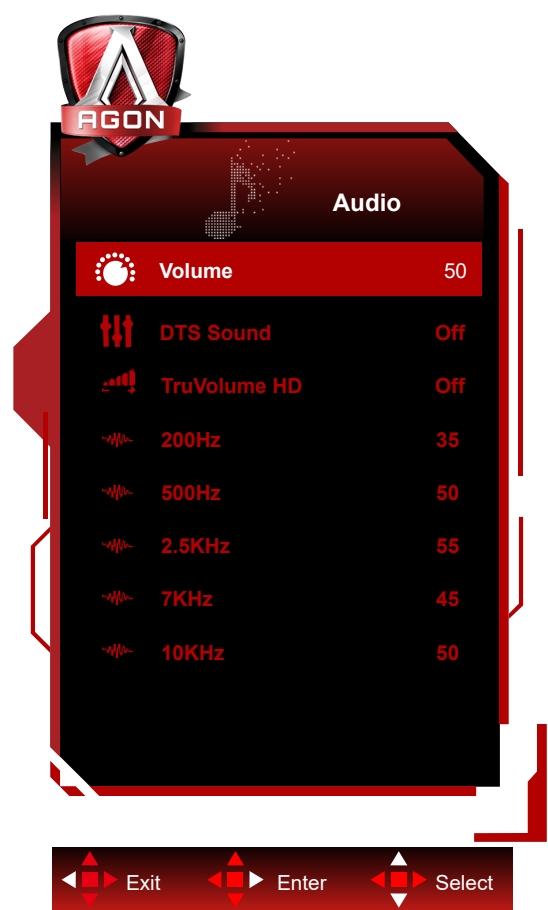 AGON
Audio
Volume 50
DTS Sound Off
TruVolume HD Off
200Hz 35
500Hz 50
2.5KHz 55
7KHz 45
10KHz 50
Exit Enter Select